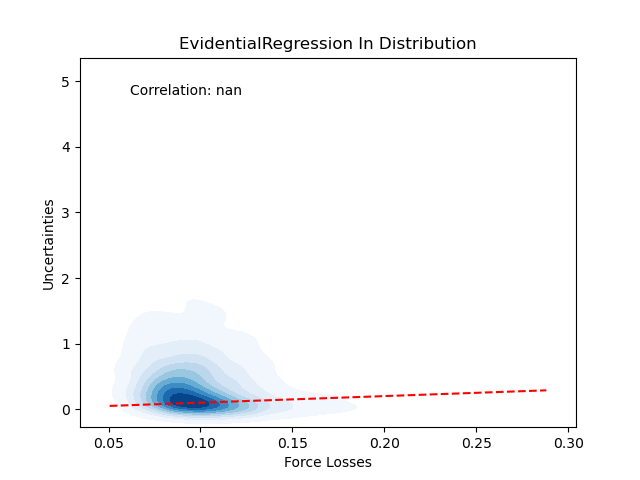 EvidentialRegression In Distribution
Correlation: nan
Uncertainties
5
4
3
2
1
0
0.05 0.10 0.15 0.20 0.25 0.30
Force Losses